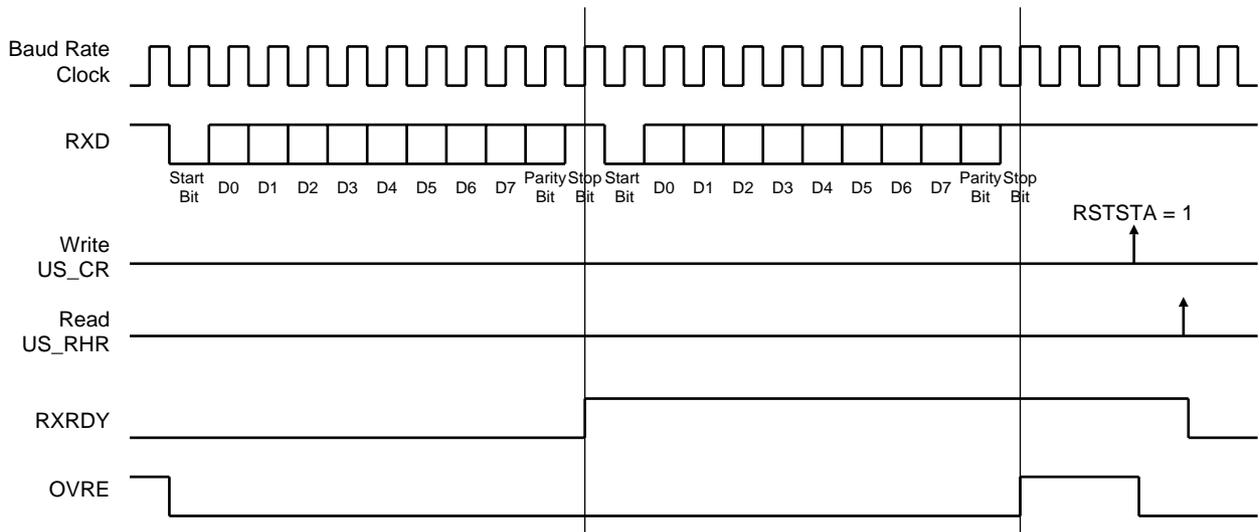 Baud Rate
Clock
RXD
Start
Bit
D0
D1
D2
D3
D4
D5
D6
D7
Parity
Bit
Stop
Bit
Start
Bit
D0
D1
D2
D3
D4
D5
D6
D7
Parity
Bit
Stop
Bit
RSTSTA = 1
Write
US_CR
Read
US_RHR
RXRDY
OVRE